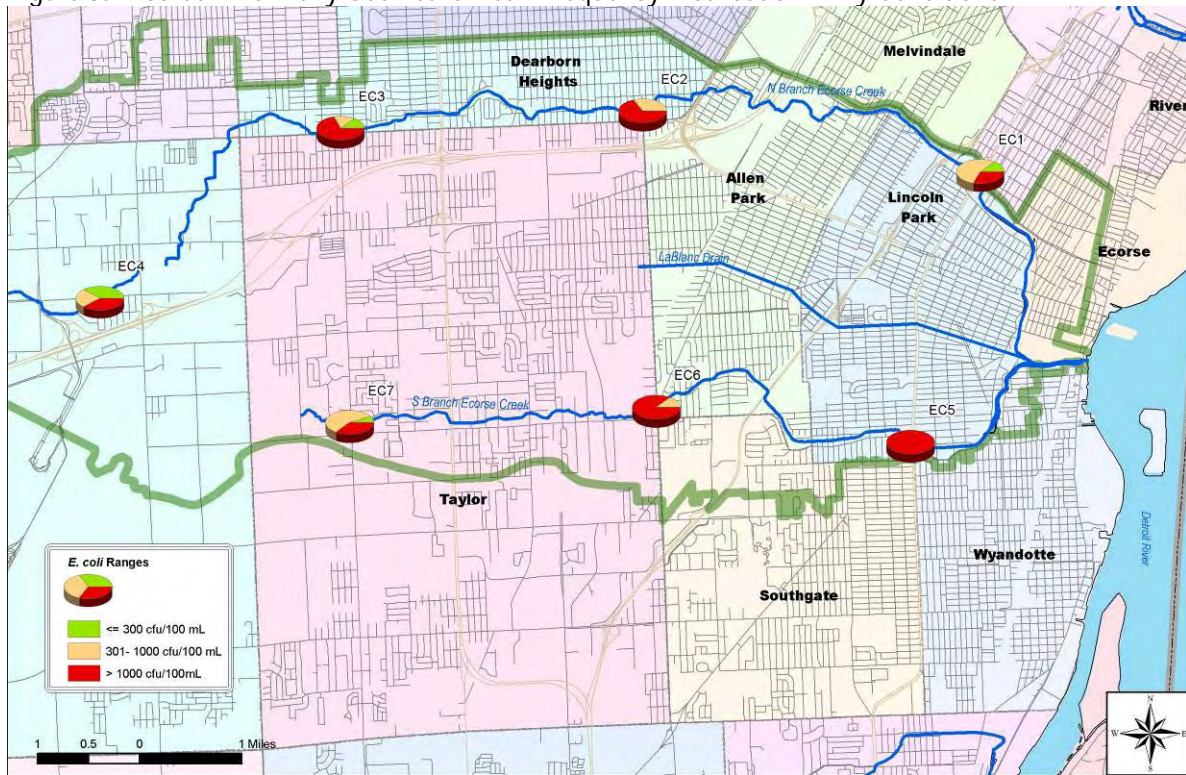 Dearborn
Heights
Melvindale
River
EC3
EC2
N Branch Ecorse Creek
EC1
Allen
Park
Lincoln
Park
Ecorse
EC4
LaBlanc Drain
EC7
S Branch Ecorse Creek
EC6
EC5
Taylor
Detroit River
Wyandotte
Southgate
E. coli Ranges
<= 300 cfu/100 mL
301- 1000 cfu/100 mL
> 1000 cfu/100mL
1 0.5 0 1 Miles
N
W E
S